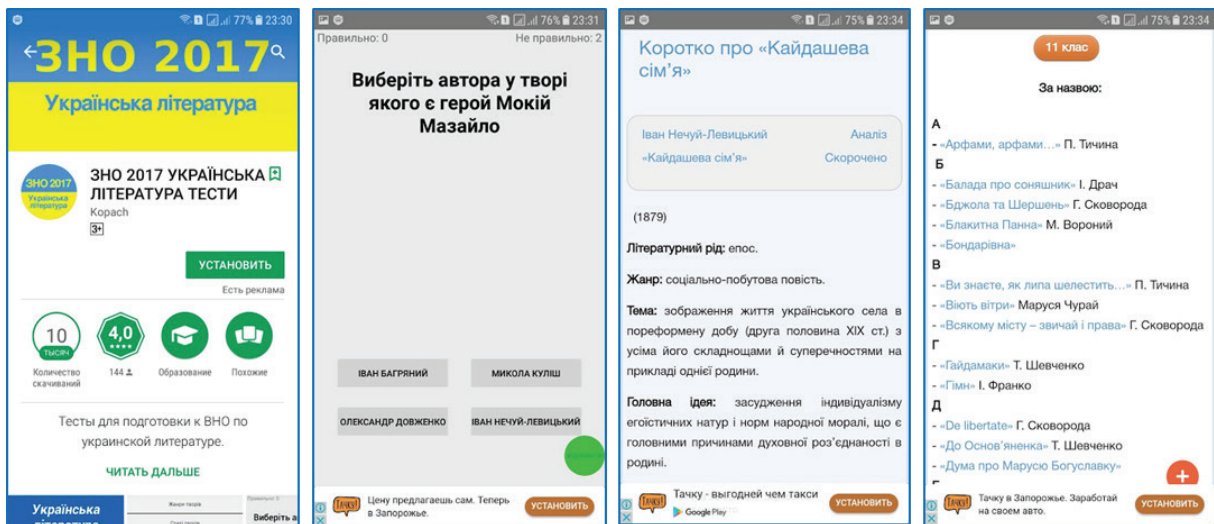 77% 23:30
ЗНО 2017
Українська література
ЗНО 2017
Українська
література
ЗНО 2017 УКРАЇНСЬКА
ЛІТЕРАТУРА ТЕСТИ
Kopach
3+
УСТАНОВИТЬ
Есть реклама
10
ТЫСЯЧ
4,0
Количество
скачиваний
144
Образование
Похожие
Тесты для подготовки к ВНО по
украинской литературе.
ЧИТАТЬ ДАЛЬШЕ
Українська
література
Виберіть а
76% 23:31
Правильно: 0 Не правильно: 2
Виберіть автора у творі
якого є герой Мокій
Мазайло
ІВАН БАГРЯНИЙ МИКОЛА КУЛІШ
ОЛЕКСАНДР ДОВЖЕНКО ІВАН НЕЧУЙ-ЛЕВИЦЬКИЙ
ТАЧКУ!
Цену предлагаешь сам. Теперь
в Запорожье.
УСТАНОВИТЬ
75% 23:34
Коротко про «Кайдашева
сім’я»
Іван Нечуй-Левицький Аналіз
«Кайдашева сім’я» Скорочено
(1879)
Літературний рід: епос.
Жанр: соціально-побутова повість.
Тема: зображення життя українського села в
пореформену добу (друга половина XIX ст.) з
усіма його складнощами й суперечностями на
прикладі однієї родини.
Головна ідея: засудження індивідуалізму
егоїстичних натур і норм народної моралі, що є
головними причинами духовної роз’єднаності в
родині.
ТАЧКУ!
Тачку - выгодней чем такси
Google Play
УСТАНОВИТЬ
75% 23:34
11 клас
За назвою:
А
- «Арфами, арфами…» П. Тичина
Б
- «Балада про соняшник» І. Драч
- «Бджола та Шершень» Г. Сковорода
- «Блакитна Панна» М. Вороний
- «Бондарівна»
В
- «Ви знаєте, як липа шелестить…» П. Тичина
- «Віють вітри» Маруся Чурай
- «Всякому місту – звичай і права» Г. Сковорода
Г
- «Гайдамаки» Т. Шевченко
- «Гімн» І. Франко
Д
- «De libertate» Г. Сковорода
- «До Основ’яненка» Т. Шевченко
- «Дума про Марусю Богуславку»
ТАЧКУ!
Тачку в Запорожье. Заработай
на своем авто.
УСТАНОВИТЬ